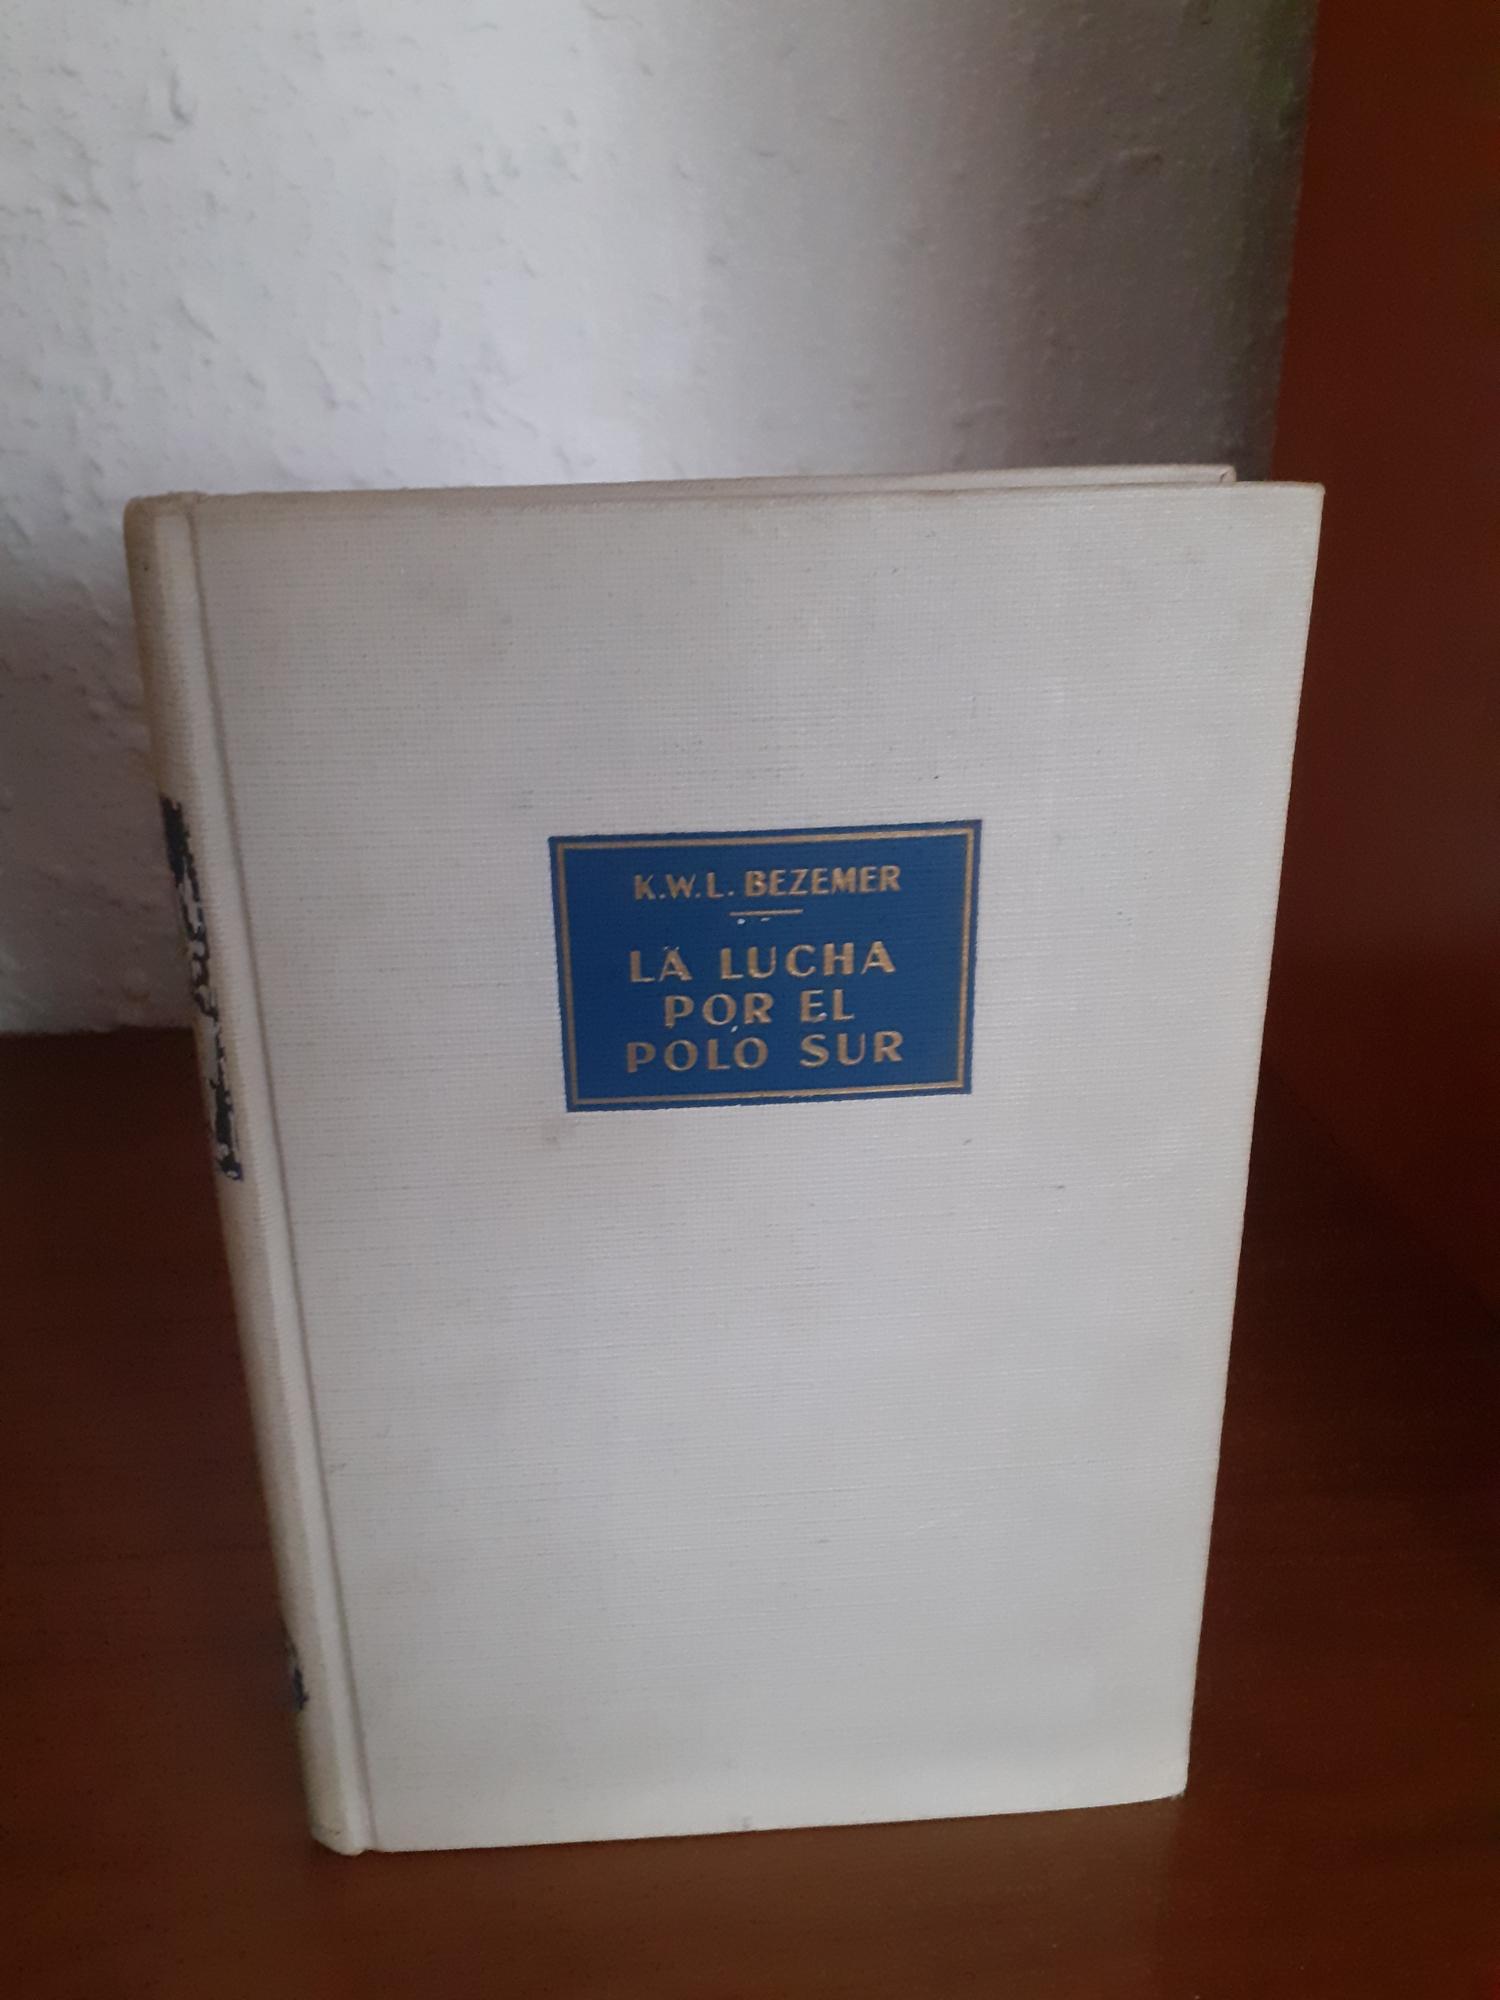 K.W.L. BEZEMER
LA LUCHA
POR EL
POLO SUR